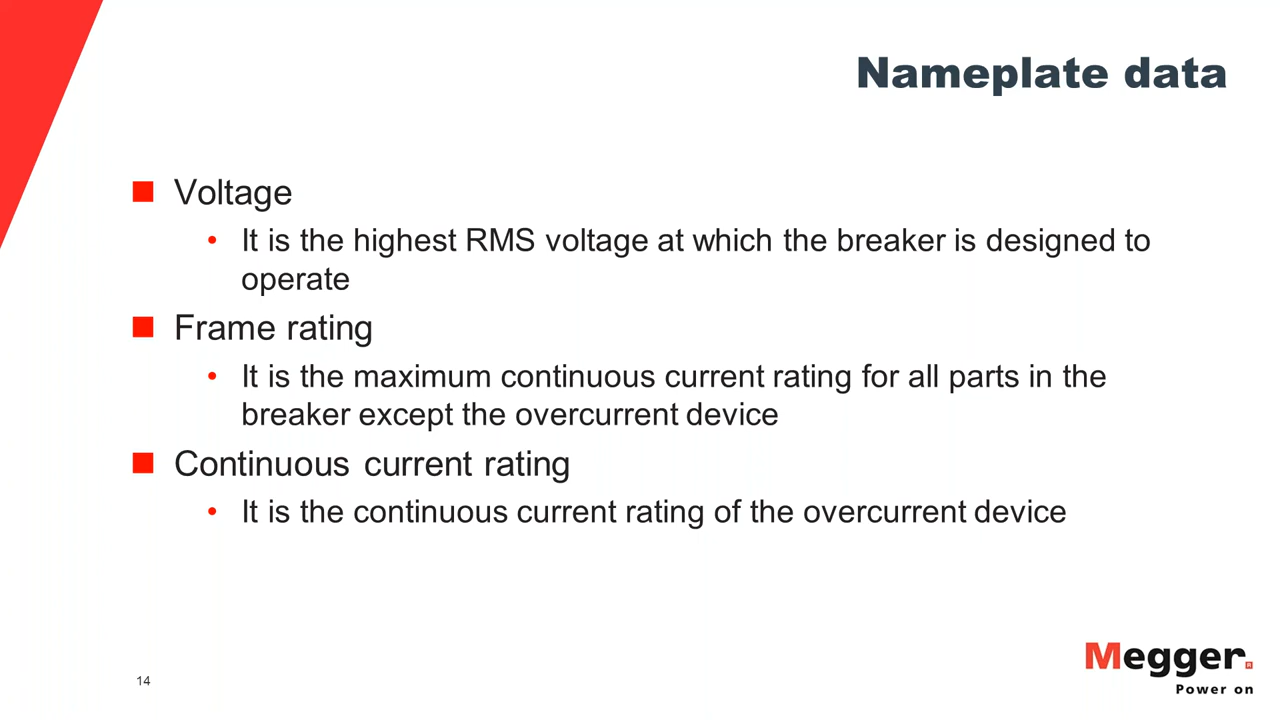 Nameplate data
Voltage
• It is the highest RMS voltage at which the breaker is designed to
operate
Frame rating
• It is the maximum continuous current rating for all parts in the
breaker except the overcurrent device
Continuous current rating
• It is the continuous current rating of the overcurrent device
Megger
Power on
14